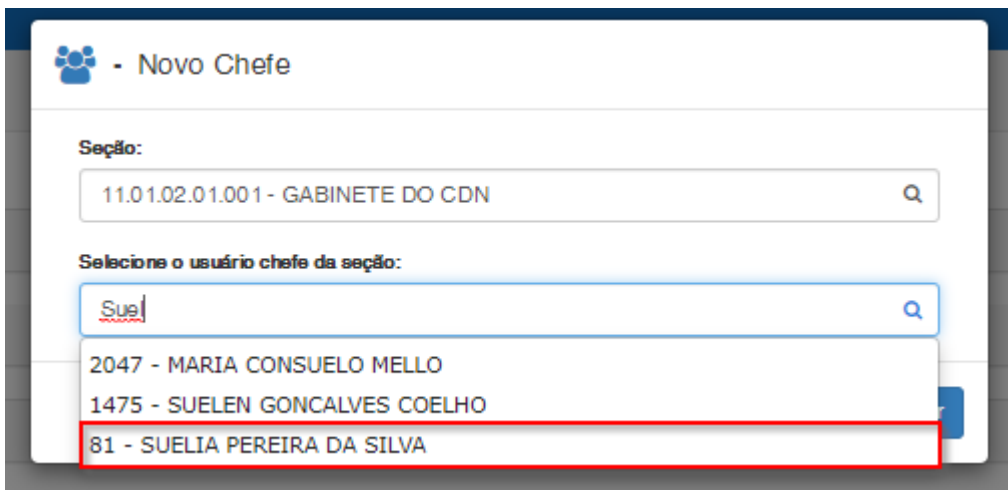 - Novo Chefe
Seção:
11.01.02.01.001 - GABINETE DO CDN
Selecione o usuário chefe da seção:
Suel
2047 - MARIA CONSUELO MELLO
1475 - SUELEN GONCALVES COELHO
81 - SUELIA PEREIRA DA SILVA